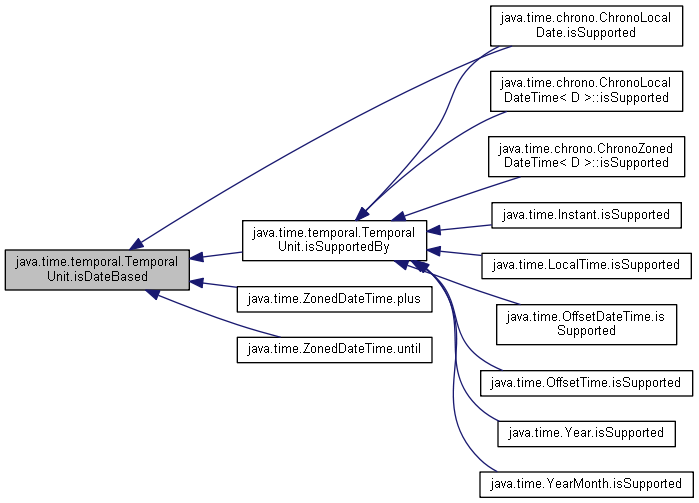 java.time.temporal.Temporal
Unit.isDateBased
java.time.temporal.Temporal
Unit.isSupportedBy
java.time.ZonedDateTime.plus
java.time.ZonedDateTime.until
java.time.chrono.ChronoLocal
Date.isSupported
java.time.chrono.ChronoLocal
DateTime< D >::isSupported
java.time.chrono.ChronoZoned
DateTime< D >::isSupported
java.time.Instant.isSupported
java.time.LocalTime.isSupported
java.time.OffsetDateTime.is
Supported
java.time.OffsetTime.isSupported
java.time.Year.isSupported
java.time.YearMonth.isSupported